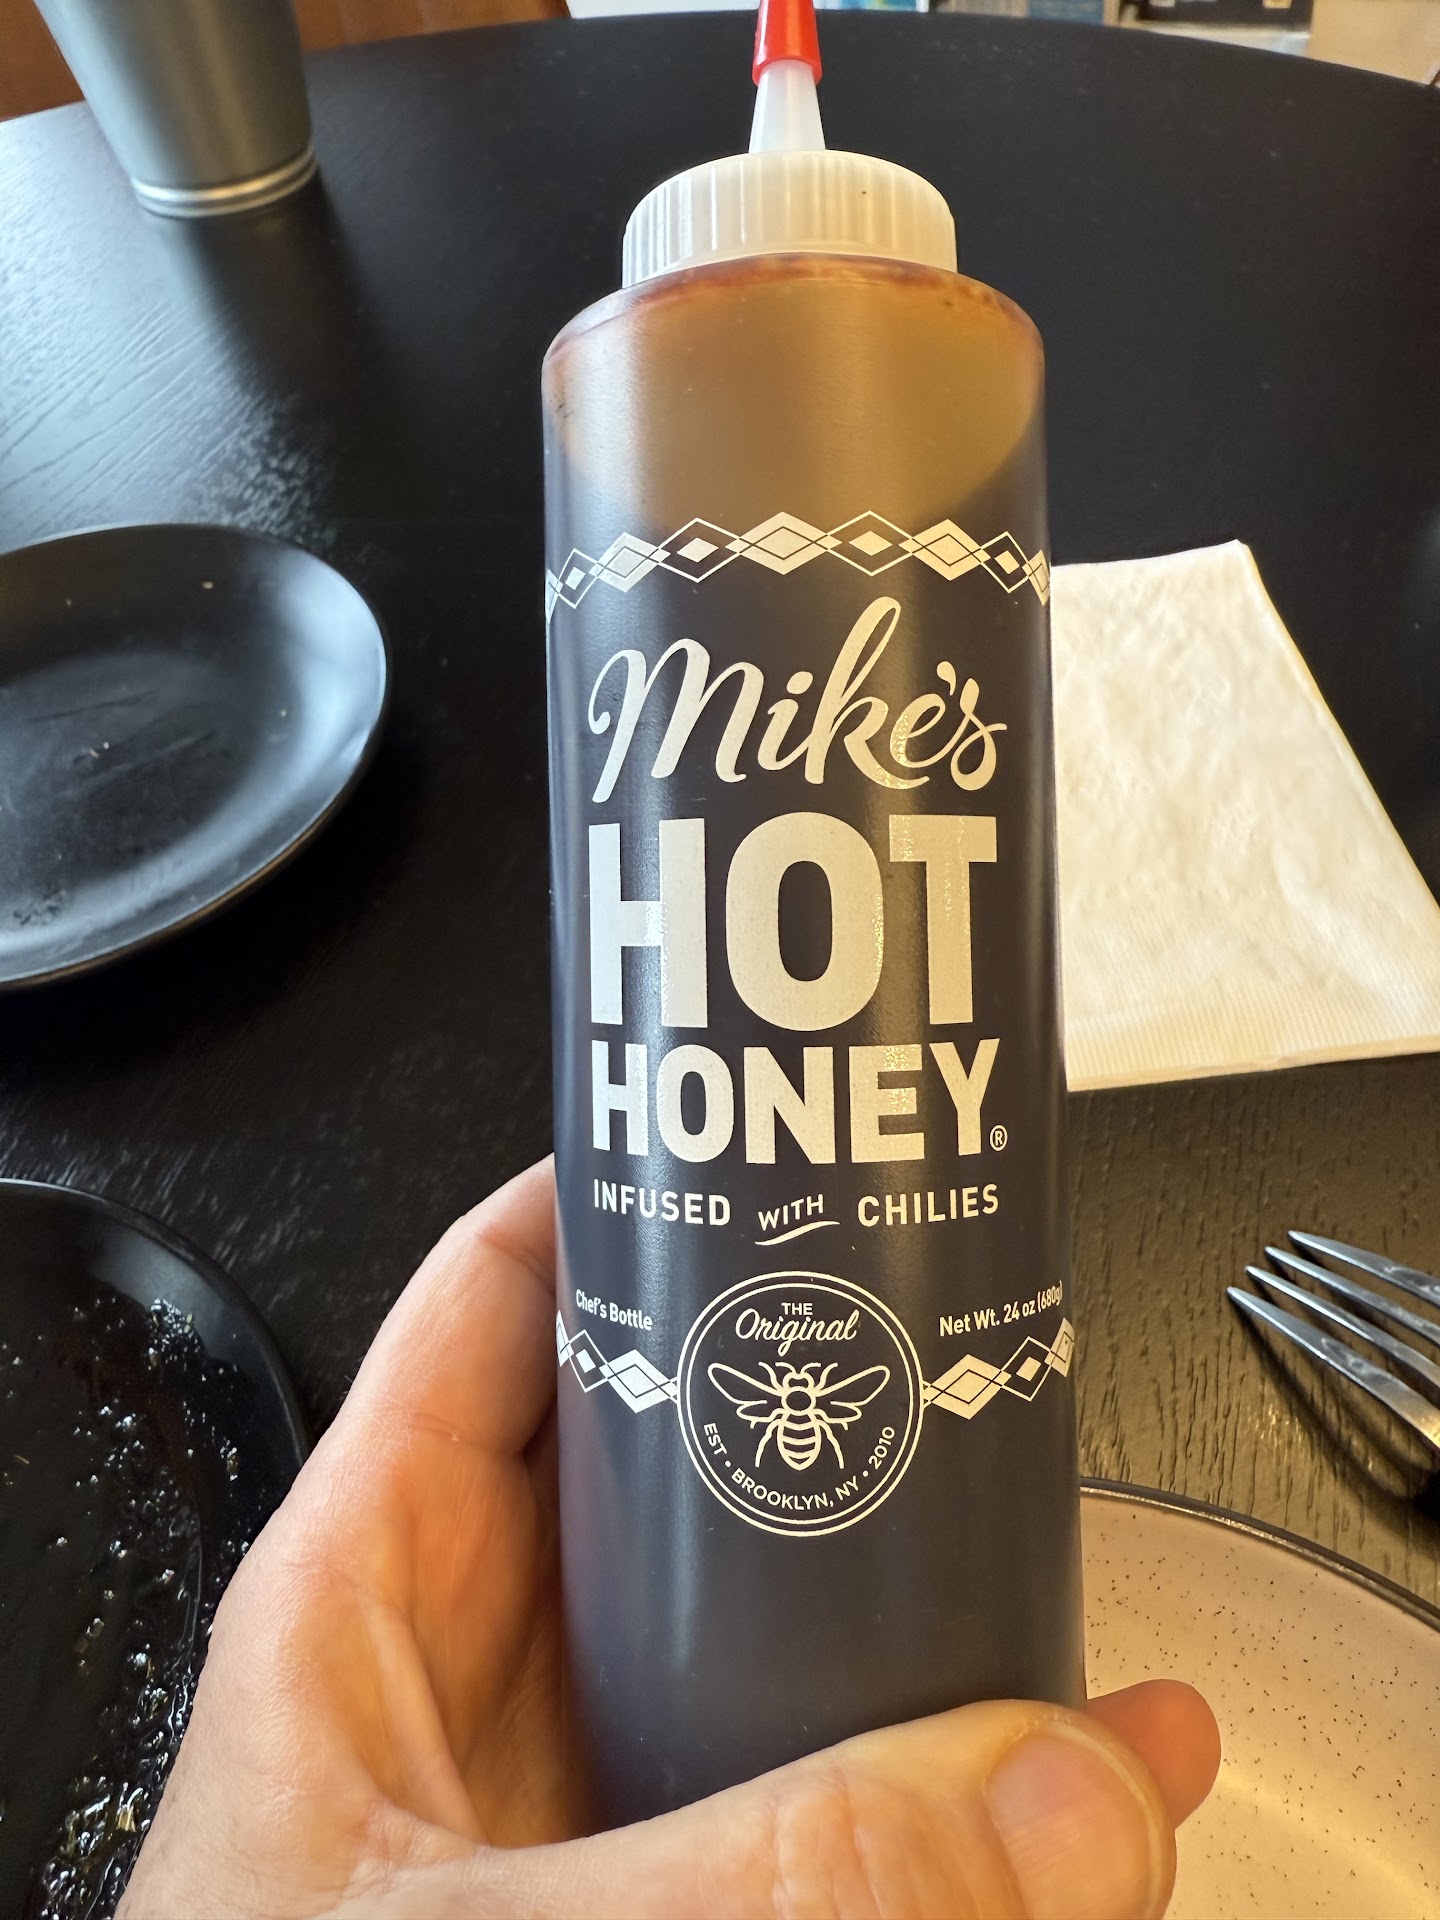 Mike's
HOT
HONEY®
INFUSED WITH CHILIES
Chef's Bottle
Net Wt. 24 oz (680g)
THE
Original
EST • BROOKLYN, NY • 2010